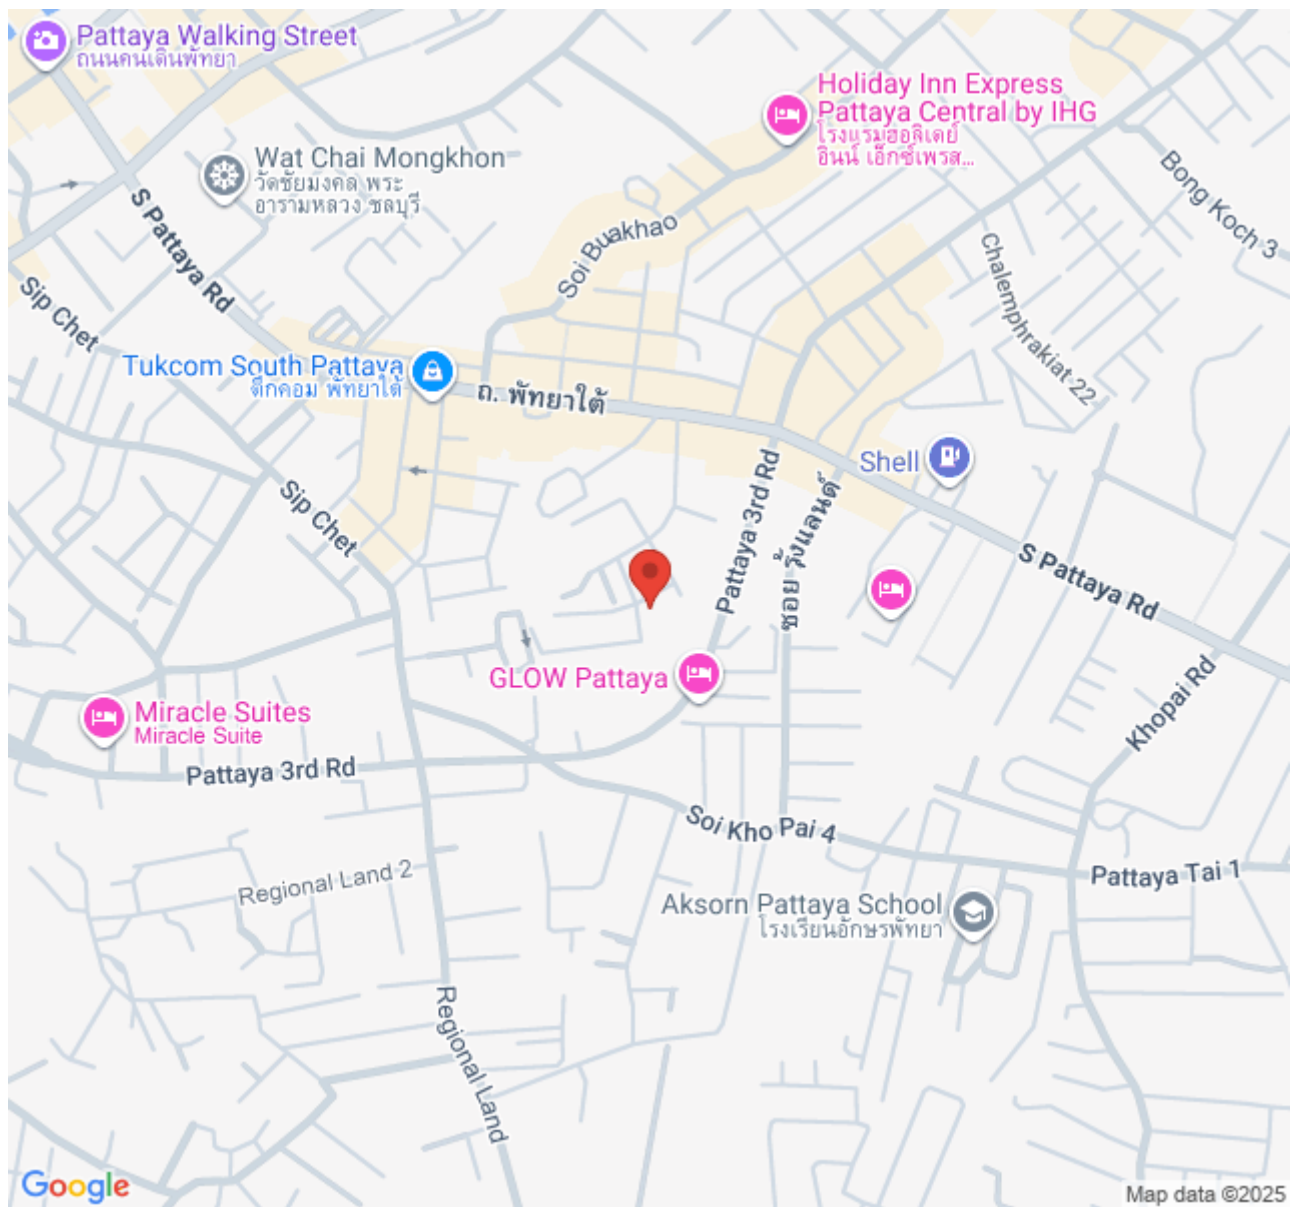 Pattaya Walking Street
ถนนคนเดินพัทยา
Holiday Inn Express
Pattaya Central by IHG
โรงแรมฮอลิเดย์
อินน์ เอ็กซ์เพรส...
Wat Chai Mongkhon
วัดชัยมงคล พระ
อารามหลวง ชลบุรี
Bong Koch 3
S Pattaya Rd
Soi Buakhao
Chalemphrakiat 22
Sip Chet
Tukcom South Pattaya
ตึกคอม พัทยาใต้
ถ. พัทยาใต้
Shell
Pattaya 3rd Rd
ซอย วุ้งแลนด์
Sip Chet
S Pattaya Rd
GLOW Pattaya
Khopai Rd
Miracle Suites
Miracle Suite
Pattaya 3rd Rd
Soi Kho Pai 4
Regional Land 2
Pattaya Tai 1
Aksorn Pattaya School
โรงเรียนอักษรพัทยา
Regional Land
Google
Map data ©2025